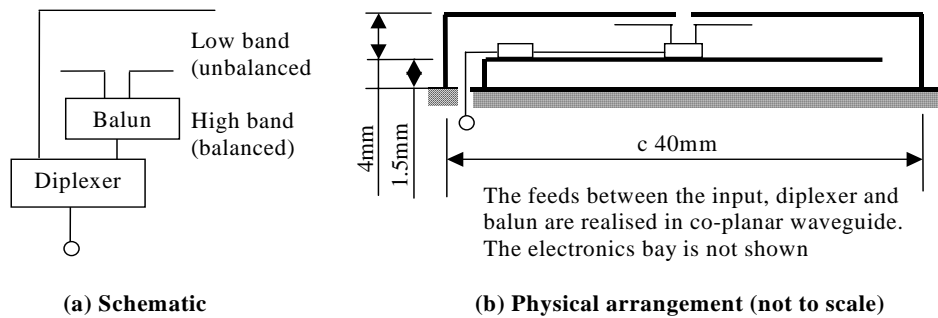 Low band
(unbalanced
Balun
High band
(balanced)
Diplexer
4mm
1.5mm
c 40mm
The feeds between the input, diplexer and
balun are realised in co-planar waveguide.
The electronics bay is not shown
(a) Schematic
(b) Physical arrangement (not to scale)